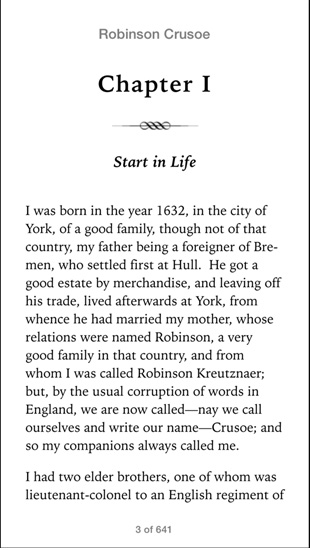 Robinson Crusoe
Chapter I
Start in Life
I was born in the year 1632, in the city of
York, of a good family, though not of that
country, my father being a foreigner of Bre-
men, who settled first at Hull.  He got a
good estate by merchandise, and leaving off
his trade, lived afterwards at York, from
whence he had married my mother, whose
relations were named Robinson, a very
good family in that country, and from
whom I was called Robinson Kreutznaer;
but, by the usual corruption of words in
England, we are now called—nay we call
ourselves and write our name—Crusoe; and
so my companions always called me.
I had two elder brothers, one of whom was
lieutenant-colonel to an English regiment of
3 of 641